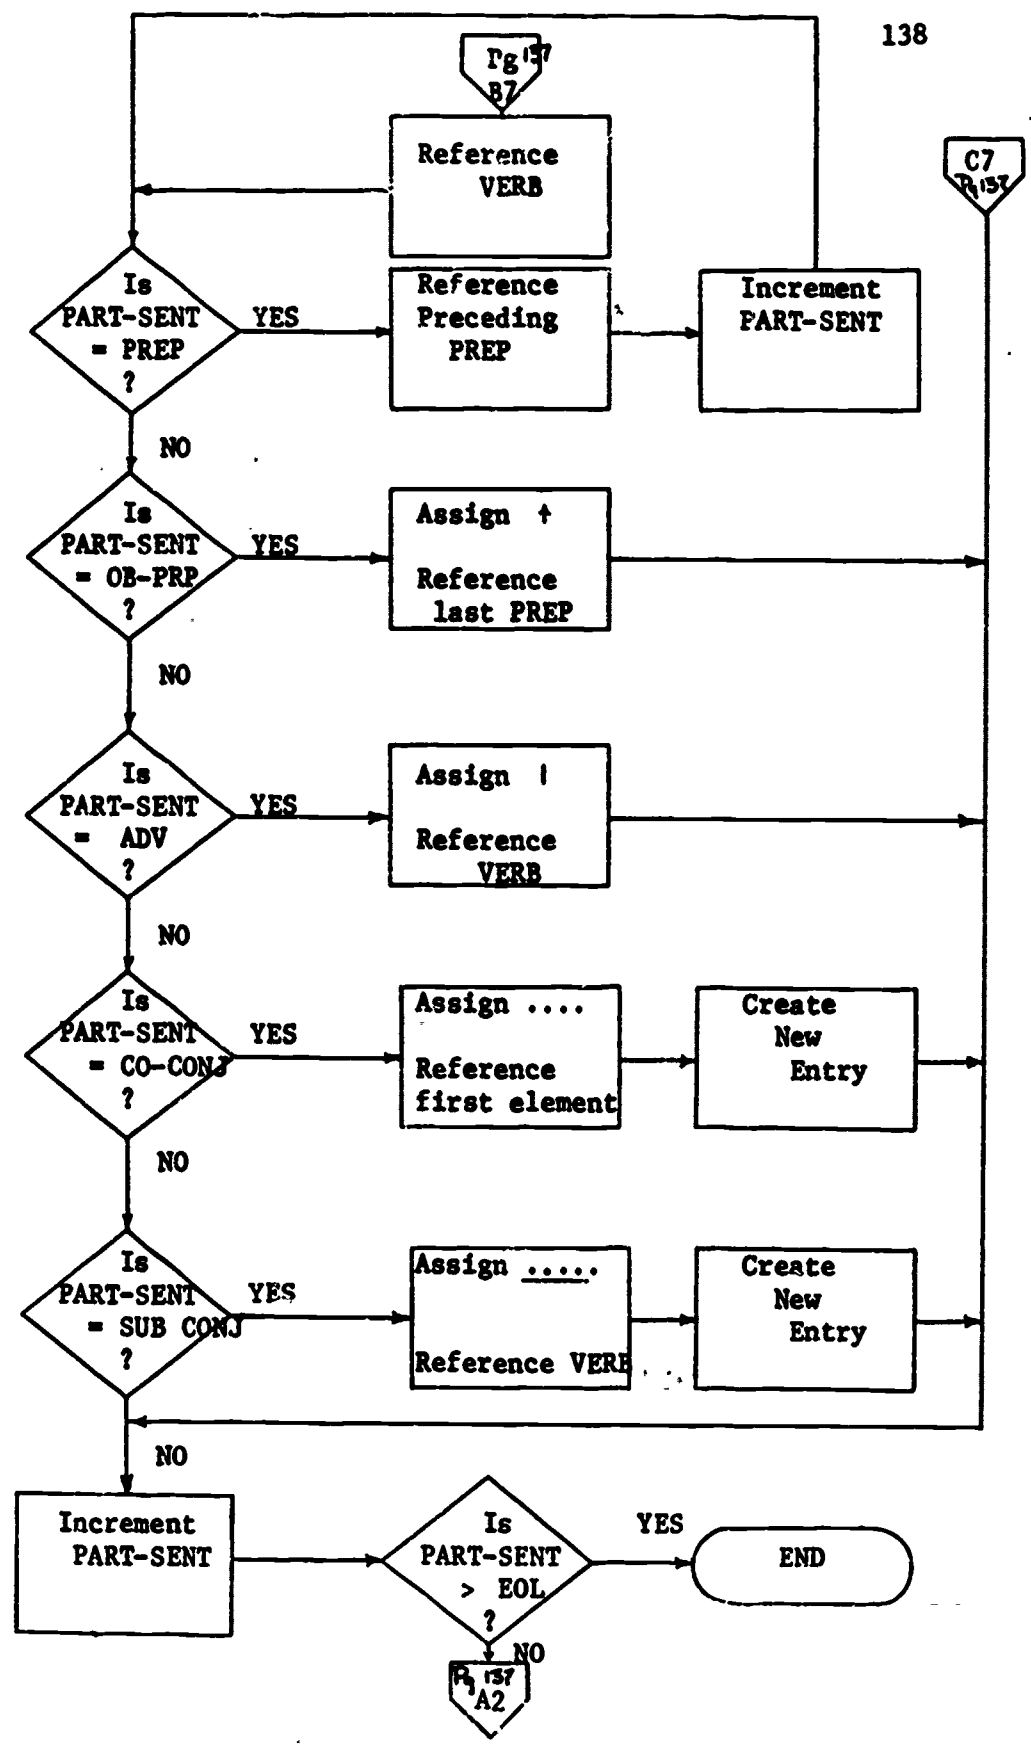 138
Pg 137
B7
Reference
VERB
C7
Pg 137
Is
PART-SENT
= PREP
?
YES
Reference
Preceding
PREP
Increment
PART-SENT
NO
Is
PART-SENT
= OB-PRP
?
YES
Assign ↑
Reference
last PREP
NO
Is
PART-SENT
= ADV
?
YES
Assign |
Reference
VERB
NO
Is
PART-SENT
= CO-CONJ
?
YES
Assign ....
Reference
first element
Create
New
Entry
NO
Is
PART-SENT
= SUB CONJ
?
YES
Assign .....
Reference VERB
Create
New
Entry
NO
Increment
PART-SENT
Is
PART-SENT
> EOL
?
YES
END
NO
Pg 137
A2